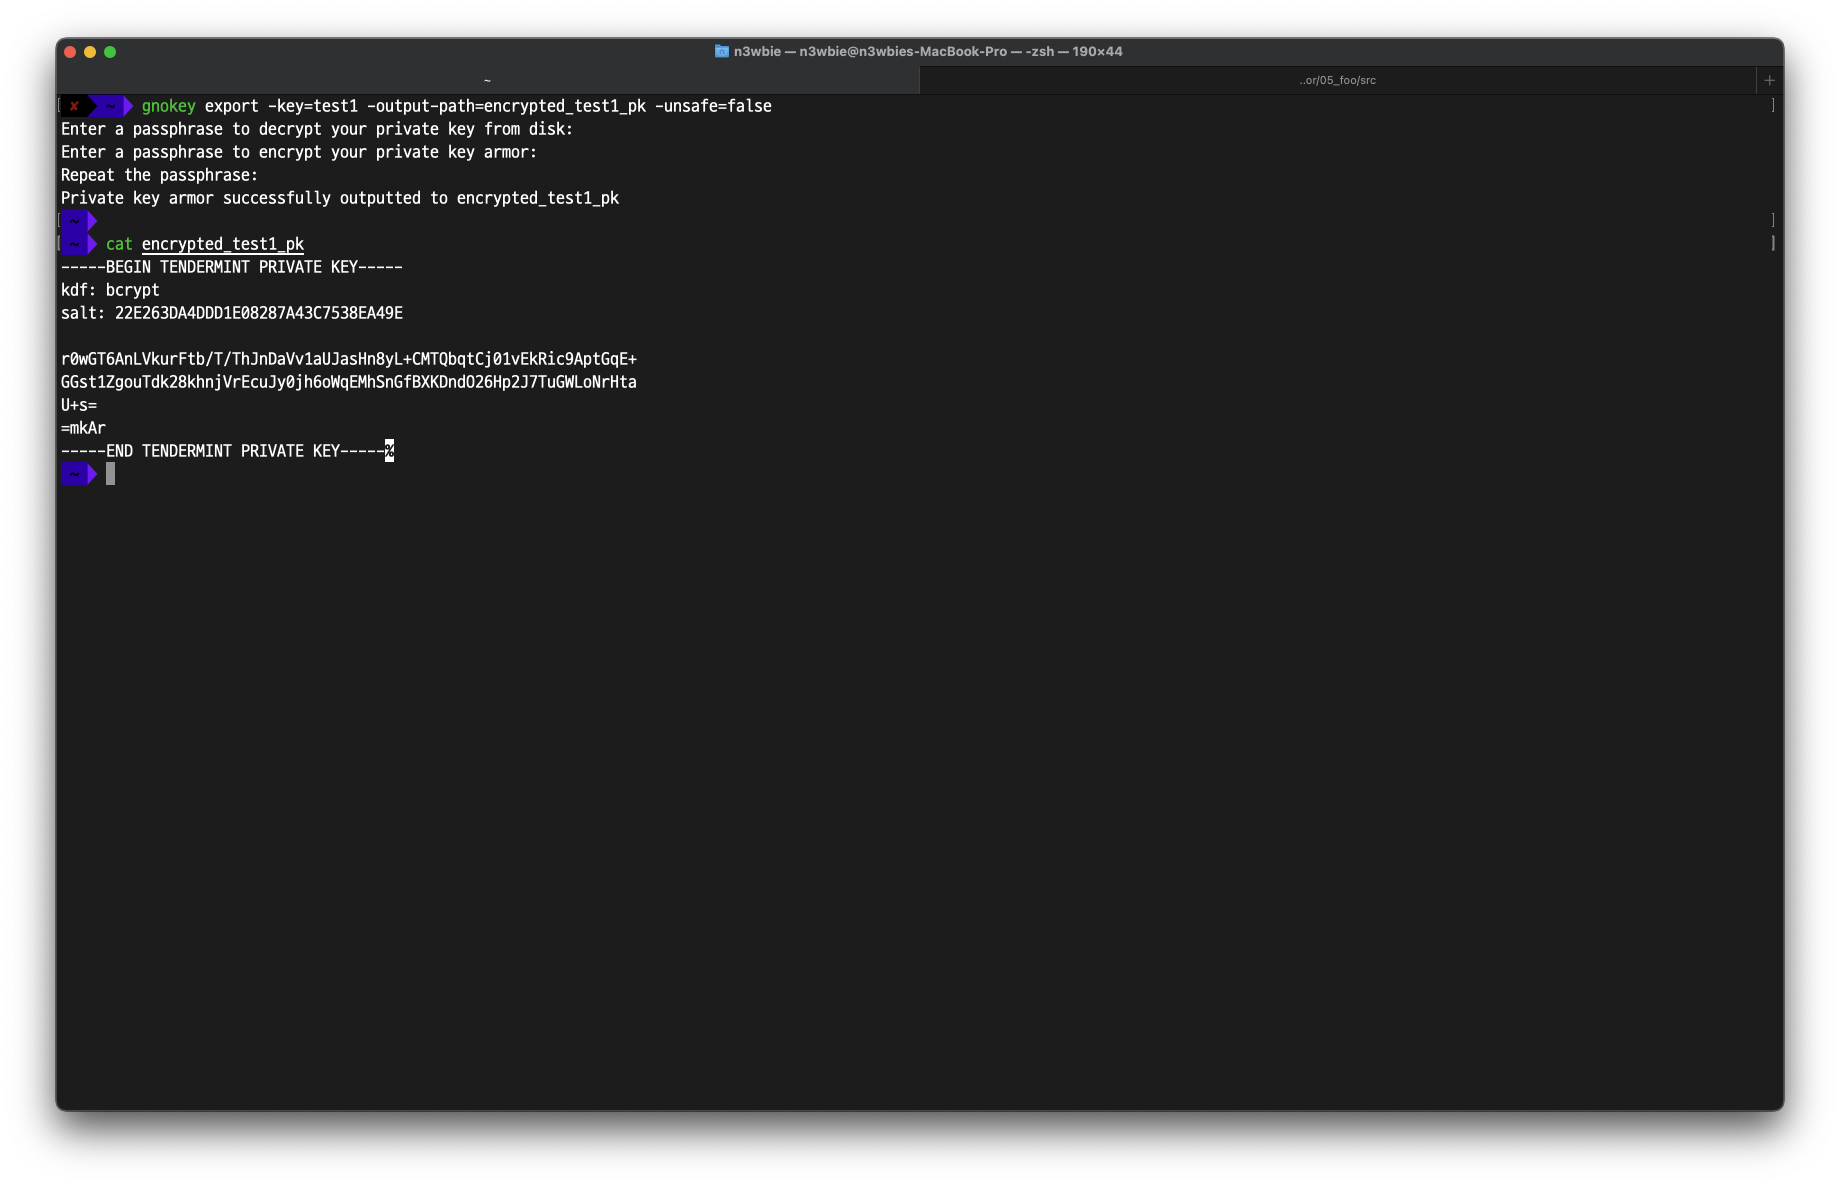 n3wbie — n3wbie@n3wbies-MacBook-Pro — -zsh — 190×44
~
..or/05_foo/src
+
[ ✘ ~ gnokey export -key=test1 -output-path=encrypted_test1_pk -unsafe=false ]
Enter a passphrase to decrypt your private key from disk:
Enter a passphrase to encrypt your private key armor:
Repeat the passphrase:
Private key armor successfully outputted to encrypted_test1_pk
[ ~ ]
[ ~ cat encrypted_test1_pk ]
-----BEGIN TENDERMINT PRIVATE KEY-----
kdf: bcrypt
salt: 22E263DA4DDD1E08287A43C7538EA49E
r0wGT6AnLVkurFtb/T/ThJnDaVv1aUJasHn8yL+CMTQbqtCj01vEkRic9AptGqE+
GGst1ZgouTdk28khnjVrEcuJy0jh6oWqEMhSnGfBXKDndO26Hp2J7TuGWLoNrHta
U+s=
=mkAr
-----END TENDERMINT PRIVATE KEY-----%
~